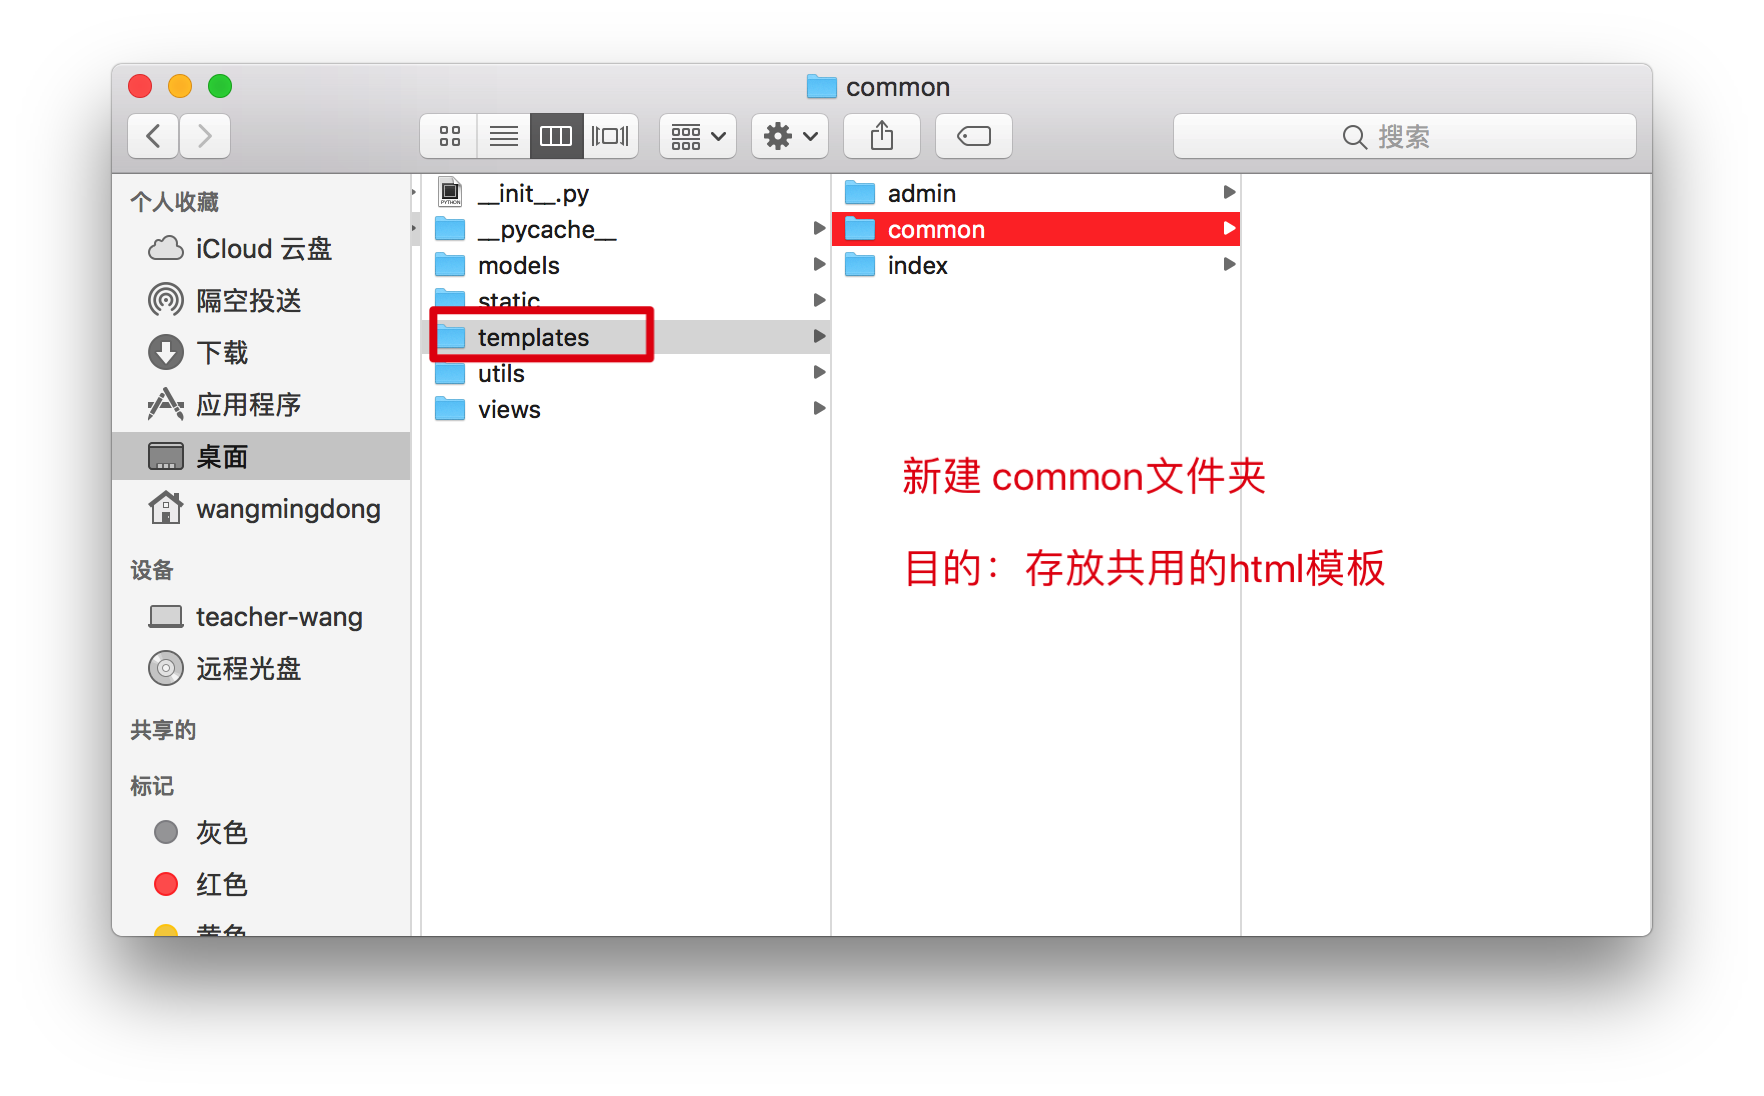 common
搜索
个人收藏
iCloud 云盘
隔空投送
下载
应用程序
桌面
wangmingdong
设备
teacher-wang
远程光盘
共享的
标记
灰色
红色
黄色
__init__.py
__pycache__
models
static
templates
utils
views
admin
common
index
新建 common文件夹
目的：存放共用的html模板